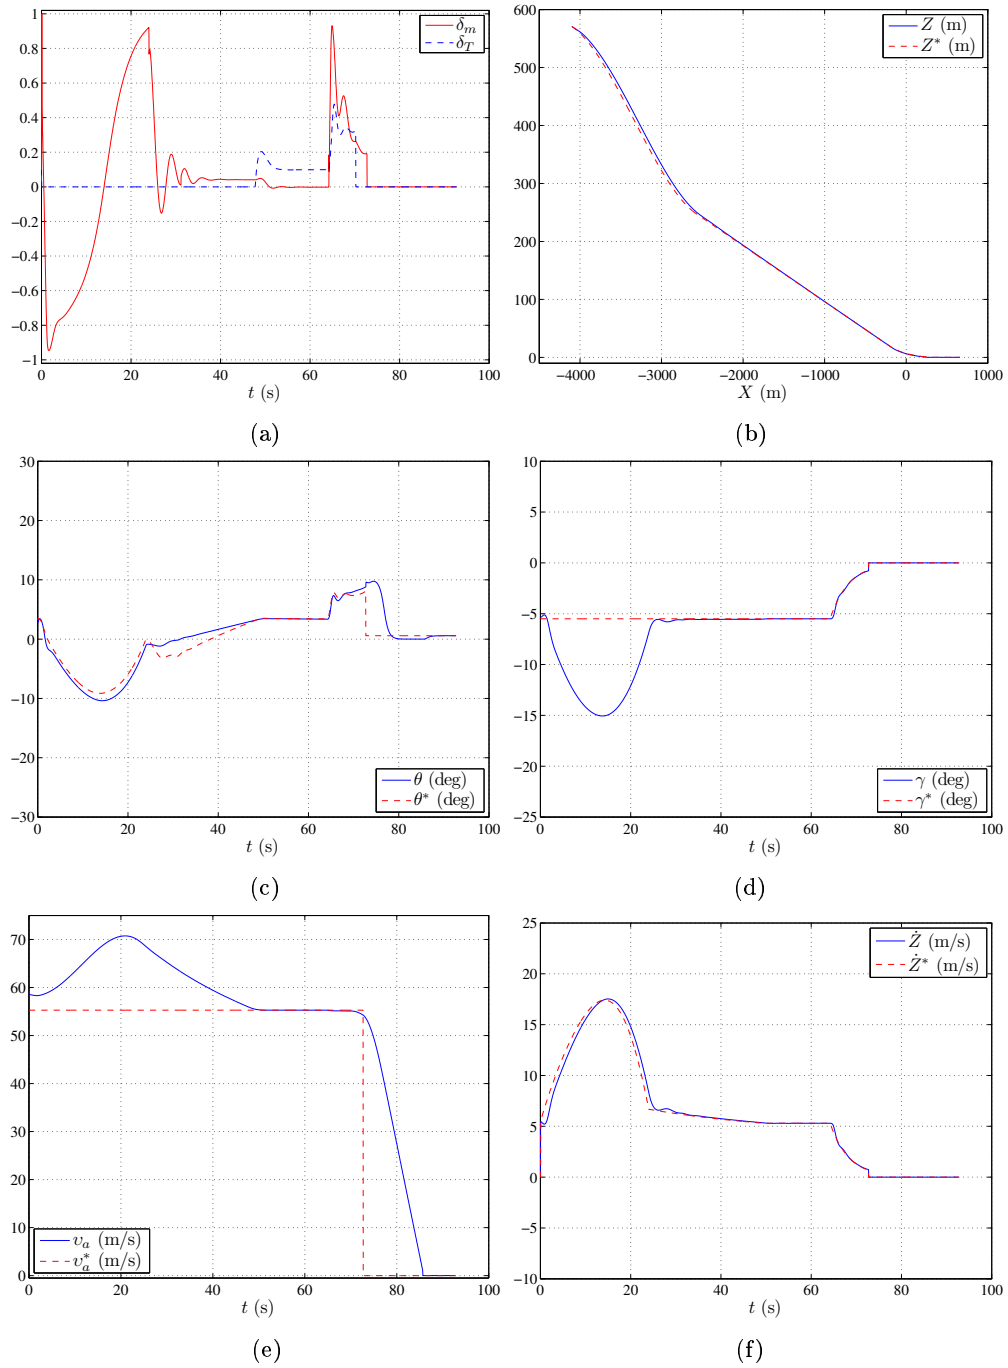 1
0.8
0.6
0.4
0.2
0
−0.2
−0.4
−0.6
−0.8
−1
0 20 40 60 80 100
t (s)
δm
δT
(a)
600
500
400
300
200
100
0
−4000 −3000 −2000 −1000 0 1000
X (m)
Z (m)
Z* (m)
(b)
30
20
10
0
−10
−20
−30
0 20 40 60 80 100
t (s)
θ (deg)
θ* (deg)
(c)
10
5
0
−5
−10
−15
−20
−25
0 20 40 60 80 100
t (s)
γ (deg)
γ* (deg)
(d)
70
60
50
40
30
20
10
0
0 20 40 60 80 100
t (s)
υa (m/s)
υa* (m/s)
(e)
25
20
15
10
5
0
−5
−10
0 20 40 60 80 100
t (s)
Ż (m/s)
Ż* (m/s)
(f)